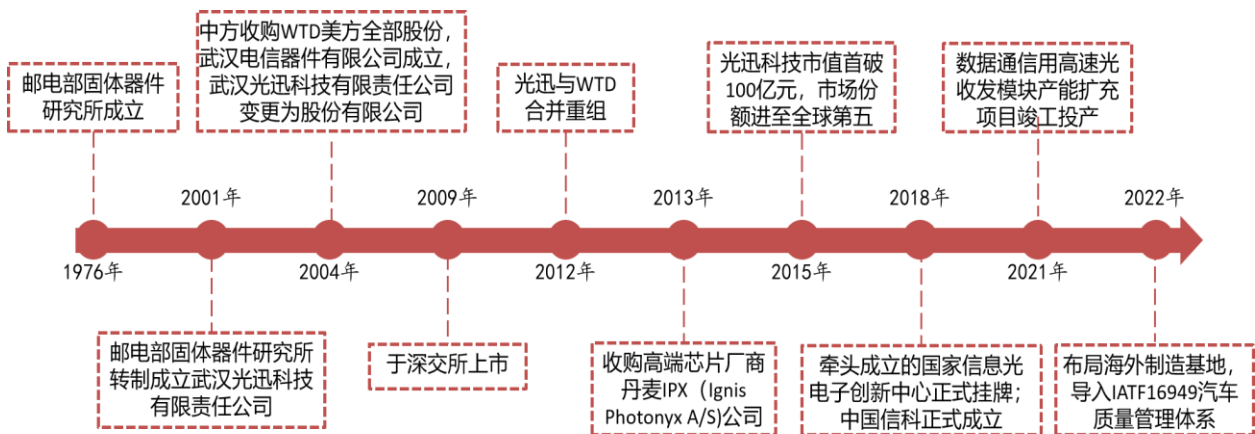 邮电部固体器件
研究所成立
中方收购WTD美方全部股份，
武汉电信器件有限公司成立，
武汉光迅科技有限责任公司
变更为股份有限公司
光迅与WTD
合并重组
光迅科技市值首破
100亿元，市场份
额进至全球第五
数据通信用高速光
收发模块产能扩充
项目竣工投产
2001年
2009年
2013年
2018年
2022年
1976年
2004年
2012年
2015年
2021年
邮电部固体器件研究所
转制成立武汉光迅科技
有限责任公司
于深交所上市
收购高端芯片厂商
丹麦IPX（Ignis
Photonyx A/S)公司
牵头成立的国家信息光
电子创新中心正式挂牌；
中国信科正式成立
布局海外制造基地，
导入IATF16949汽车
质量管理体系